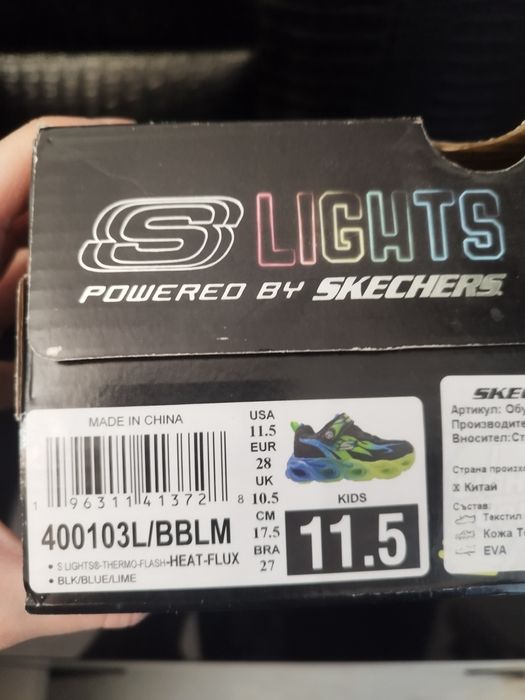 S LIGHTS
POWERED BY SKECHERS
MADE IN CHINA
1 96311 41372 8
400103L/BBLM
• S LIGHTS®-THERMO-FLASH-HEAT-FLUX
• BLK/BLUE/LIME
USA
11.5
EUR
28
UK
10.5
CM
17.5
BRA
27
KIDS
11.5
SKE
Артикул: Обу
Производите
Вносител:Ст
Страна произхо
Китай
Състав:
Текстил
Кожа
EVA